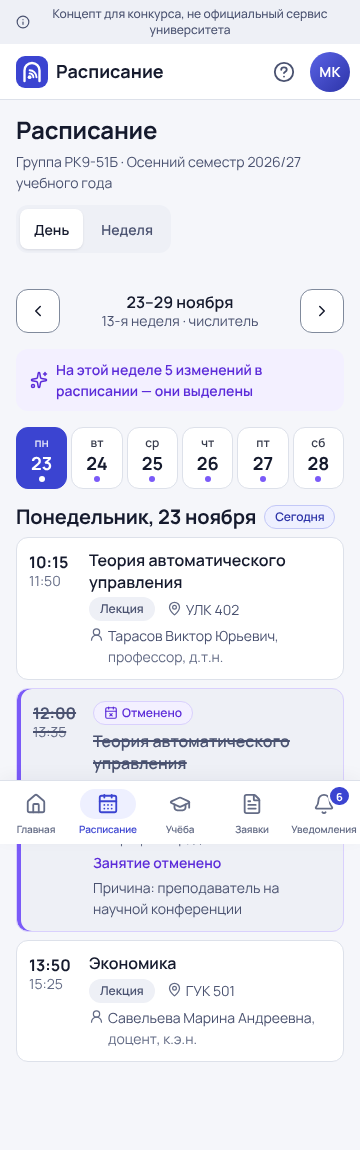 Концепт для конкурса, не официальный сервис
университета
Расписание
МК
Расписание
Группа РК9-51Б · Осенний семестр 2026/27
учебного года
День
Неделя
23–29 ноября
13-я неделя · числитель
На этой неделе 5 изменений в
расписании — они выделены
пн
23
вт
24
ср
25
чт
26
пт
27
сб
28
Понедельник, 23 ноября
Сегодня
10:15
11:50
Теория автоматического
управления
Лекция
УЛК 402
Тарасов Виктор Юрьевич,
профессор, д.т.н.
12:00
13:35
Отменено
Теория автоматического
управления
Главная
Расписание
Учёба
Заявки
6
Уведомления
Занятие отменено
Причина: преподаватель на
научной конференции
13:50
15:25
Экономика
Лекция
ГУК 501
Савельева Марина Андреевна,
доцент, к.э.н.